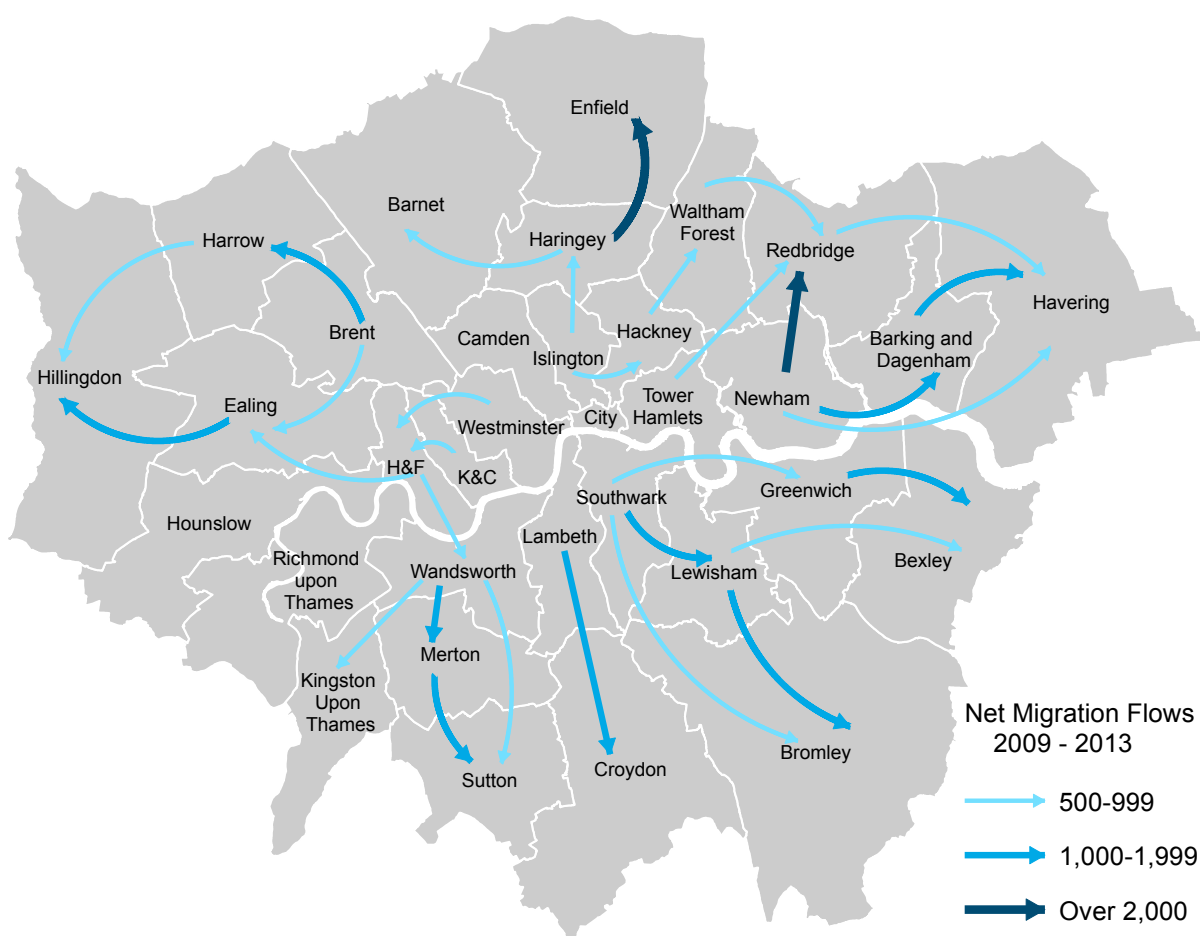 Enfield
Barnet
Waltham
Forest
Harrow
Haringey
Redbridge
Havering
Brent
Camden
Hackney
Islington
Barking and
Dagenham
Hillingdon
Ealing
Tower
Hamlets
Newham
City
Westminster
H&F
K&C
Southwark
Greenwich
Hounslow
Lambeth
Richmond
upon
Thames
Wandsworth
Lewisham
Bexley
Merton
Kingston
Upon
Thames
Sutton
Croydon
Bromley
Net Migration Flows
2009 - 2013
500-999
1,000-1,999
Over 2,000